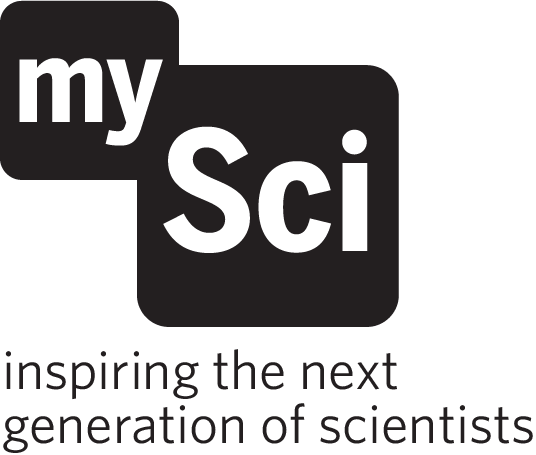 my
Sci
inspiring the next
generation of scientists